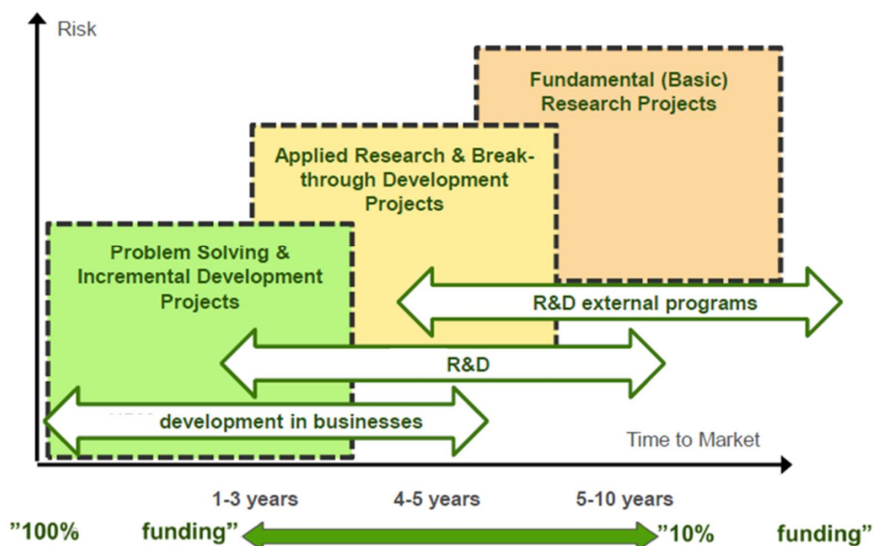 Risk
Fundamental (Basic)
Research Projects
Applied Research & Break-
through Development
Projects
Problem Solving &
Incremental Development
Projects
R&D external programs
R&D
development in businesses
Time to Market
1-3 years
4-5 years
5-10 years
"100% funding" "10% funding"